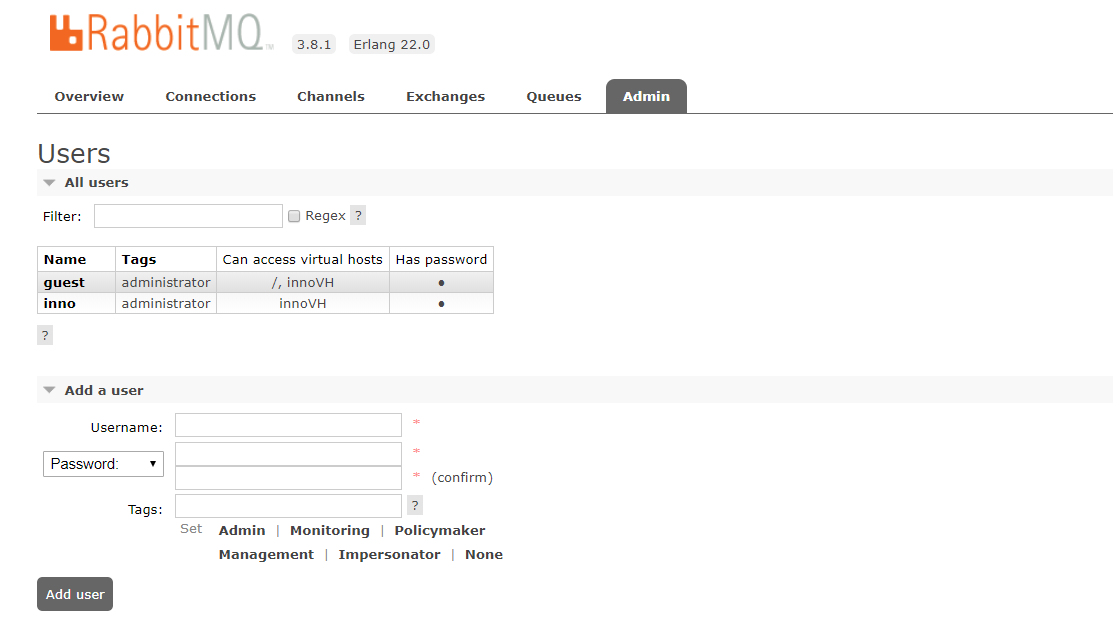 RabbitMQ TM 3.8.1 Erlang 22.0
Overview Connections Channels Exchanges Queues Admin
Users
All users
Filter: Regex ?
Name Tags Can access virtual hosts Has password
guest administrator /, innoVH ●
inno administrator innoVH ●
?
Add a user
Username: *
Password: *
* (confirm)
Tags: ?
Set Admin | Monitoring | Policymaker
Management | Impersonator | None
Add user